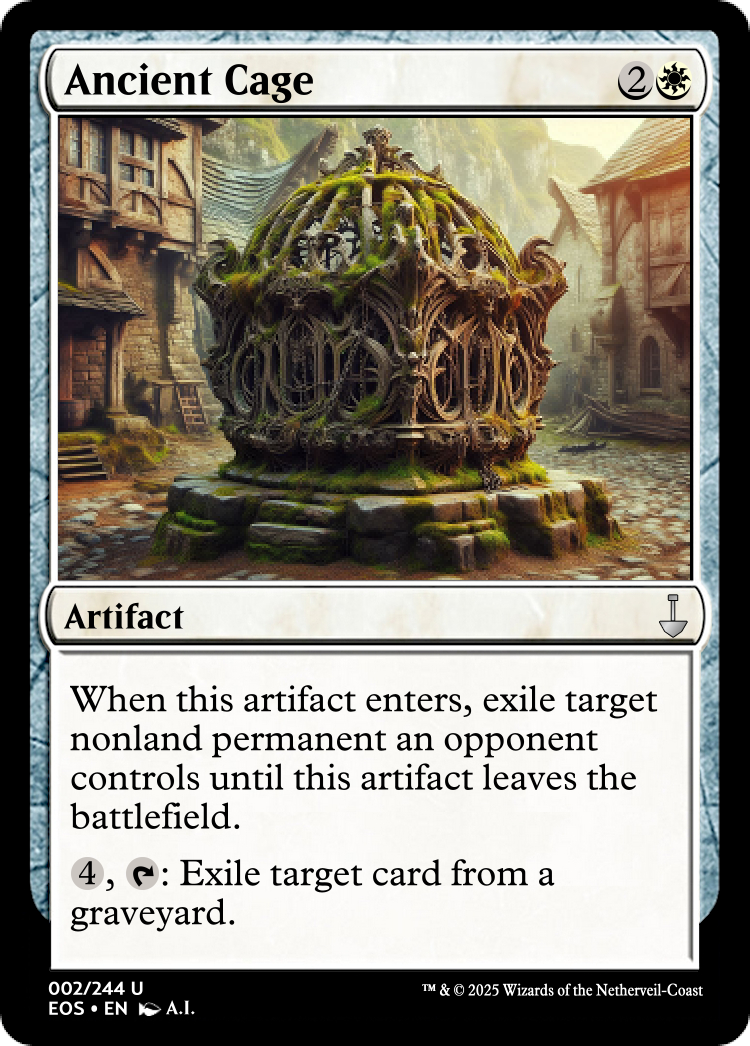 Ancient Cage 2
Artifact
When this artifact enters, exile target
nonland permanent an opponent
controls until this artifact leaves the
battlefield.
4, : Exile target card from a
graveyard.
002/244 U
EOS • EN A.I.
™ & © 2025 Wizards of the Netherveil-Coast